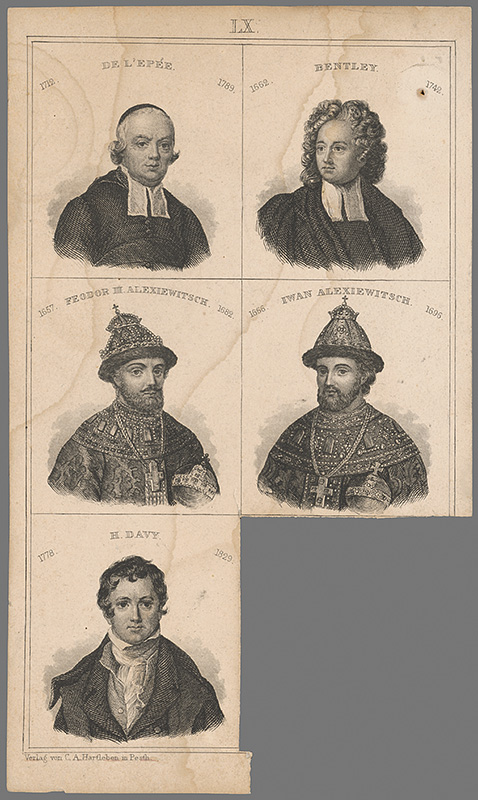 LX.
DE L'EPÉE.
1712. 1789.
BENTLEY.
1662. 1742.
FEODOR III. ALEXIEWITSCH.
1657. 1682.
IWAN ALEXIEWITSCH.
1666. 1696.
H. DAVY.
1778. 1829.
Verlag von C. A. Hartleben in Pesth.